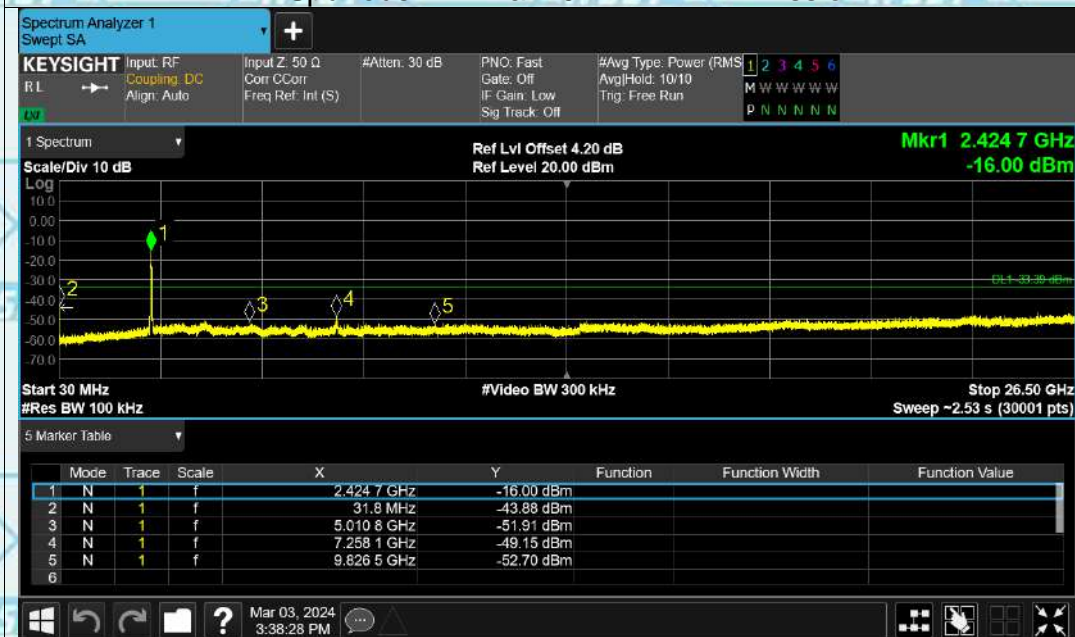 Spectrum Analyzer 1
Swept SA
+
KEYSIGHT
RL
LXI
Input: RF
Coupling: DC
Align: Auto
Input Z: 50 Ω
Corr CCorr
Freq Ref: Int (S)
#Atten: 30 dB
PNO: Fast
Gate: Off
IF Gain: Low
Sig Track: Off
#Avg Type: Power (RMS
Avg|Hold: 10/10
Trig: Free Run
1 2 3 4 5 6
M W W W W W
P N N N N N
1 Spectrum
Scale/Div 10 dB
Log
Ref Lvl Offset 4.20 dB
Ref Level 20.00 dBm
Mkr1 2.424 7 GHz
-16.00 dBm
10.0
0.00
-10.0
-20.0
-30.0
-40.0
-50.0
-60.0
-70.0
1
2
3
4
5
DL1 -33.39 dBm
Start 30 MHz
#Res BW 100 kHz
#Video BW 300 kHz
Stop 26.50 GHz
Sweep ~2.53 s (30001 pts)
5 Marker Table
Mode Trace Scale X Y Function Function Width Function Value
1 N 1 f 2.424 7 GHz -16.00 dBm
2 N 1 f 31.8 MHz -43.88 dBm
3 N 1 f 5.010 8 GHz -51.91 dBm
4 N 1 f 7.258 1 GHz -49.15 dBm
5 N 1 f 9.826 5 GHz -52.70 dBm
6
?
Mar 03, 2024
3:38:28 PM